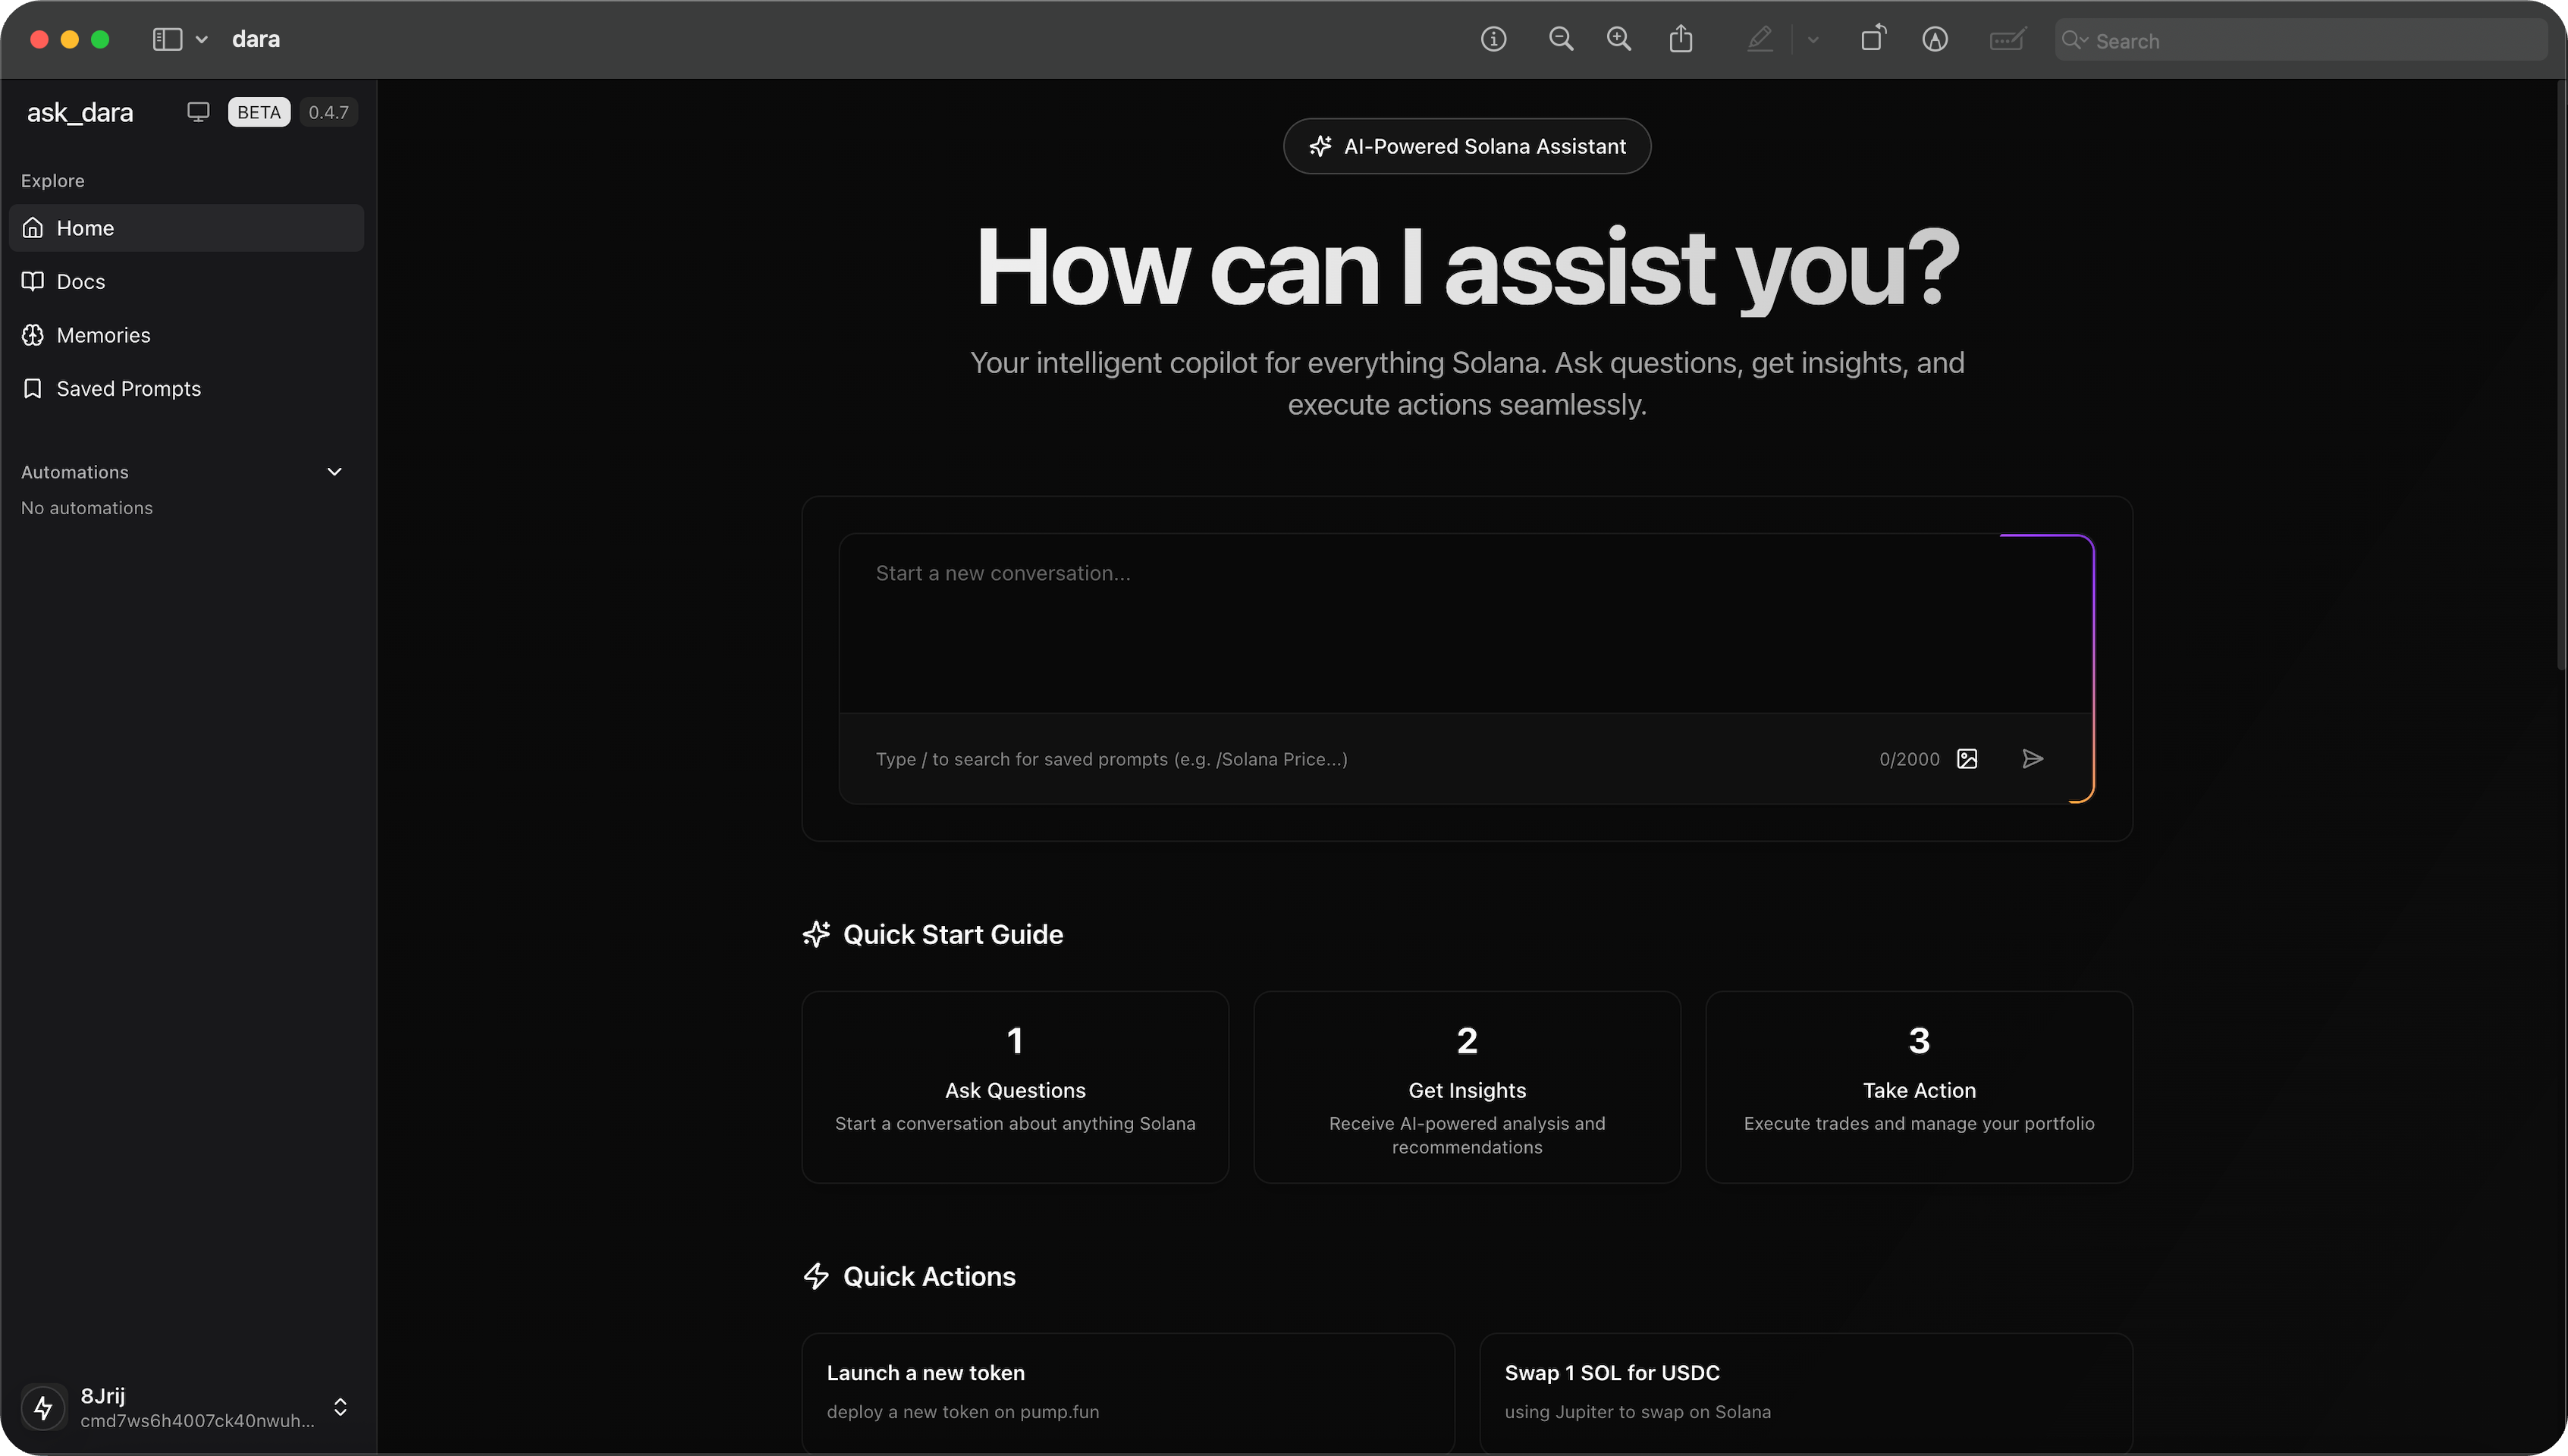 dara
Search
ask_dara
BETA
0.4.7
Explore
Home
Docs
Memories
Saved Prompts
Automations
No automations
8Jrij
cmd7ws6h4007ck40nwuh...
AI-Powered Solana Assistant
How can I assist you?
Your intelligent copilot for everything Solana. Ask questions, get insights, and
execute actions seamlessly.
Start a new conversation...
Type / to search for saved prompts (e.g. /Solana Price...)
0/2000
Quick Start Guide
1
Ask Questions
Start a conversation about anything Solana
2
Get Insights
Receive AI-powered analysis and
recommendations
3
Take Action
Execute trades and manage your portfolio
Quick Actions
Launch a new token
deploy a new token on pump.fun
Swap 1 SOL for USDC
using Jupiter to swap on Solana